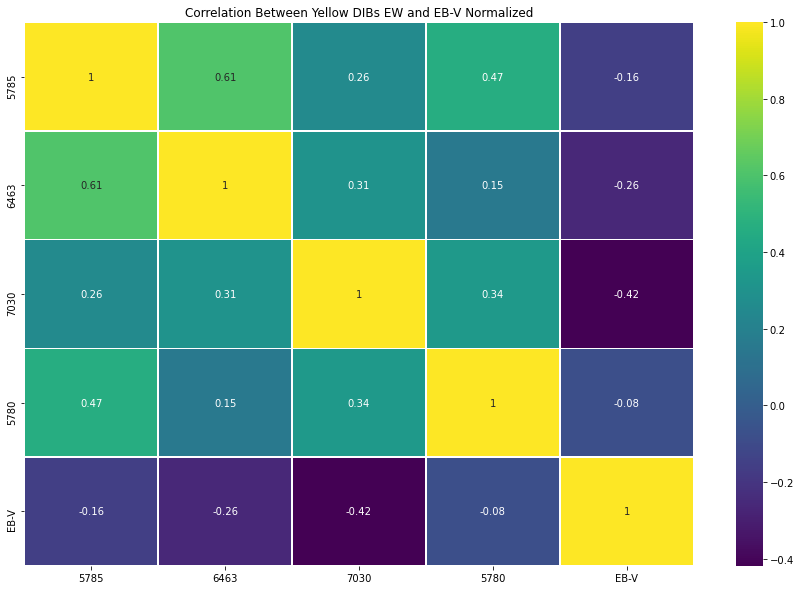 Correlation Between Yellow DIBs EW and EB-V Normalized
5785 1 0.61 0.26 0.47 -0.16
6463 0.61 1 0.31 0.15 -0.26
7030 0.26 0.31 1 0.34 -0.42
5780 0.47 0.15 0.34 1 -0.08
EB-V -0.16 -0.26 -0.42 -0.08 1
5785 6463 7030 5780 EB-V
1.0
0.8
0.6
0.4
0.2
0.0
−0.2
−0.4